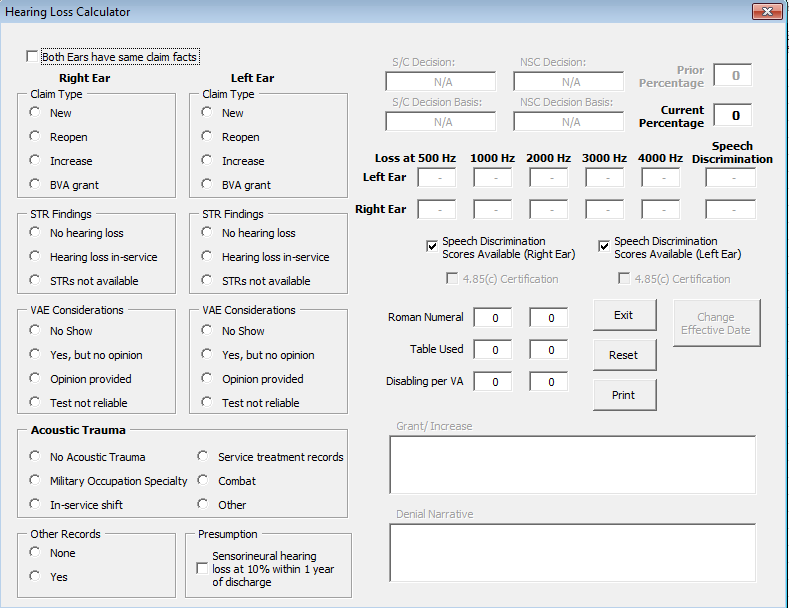 Hearing Loss Calculator
Both Ears have same claim facts
Right Ear
Left Ear
Claim Type
New
Reopen
Increase
BVA grant
Claim Type
New
Reopen
Increase
BVA grant
STR Findings
No hearing loss
Hearing loss in-service
STRs not available
STR Findings
No hearing loss
Hearing loss in-service
STRs not available
VAE Considerations
No Show
Yes, but no opinion
Opinion provided
Test not reliable
VAE Considerations
No Show
Yes, but no opinion
Opinion provided
Test not reliable
Acoustic Trauma
No Acoustic Trauma
Military Occupation Specialty
In-service shift
Service treatment records
Combat
Other
Other Records
None
Yes
Presumption
Sensorineural hearing
loss at 10% within 1 year
of discharge
S/C Decision:
N/A
NSC Decision:
N/A
S/C Decision Basis:
N/A
NSC Decision Basis:
N/A
Prior
Percentage
0
Current
Percentage
0
Loss at 500 Hz 1000 Hz 2000 Hz 3000 Hz 4000 Hz Speech
Discrimination
Left Ear - - - - - -
Right Ear - - - - - -
Speech Discrimination
Scores Available (Right Ear)
4.85(c) Certification
Speech Discrimination
Scores Available (Left Ear)
4.85(c) Certification
Roman Numeral 0 0
Table Used 0 0
Disabling per VA 0 0
Exit
Reset
Print
Change
Effective Date
Grant/ Increase
Denial Narrative